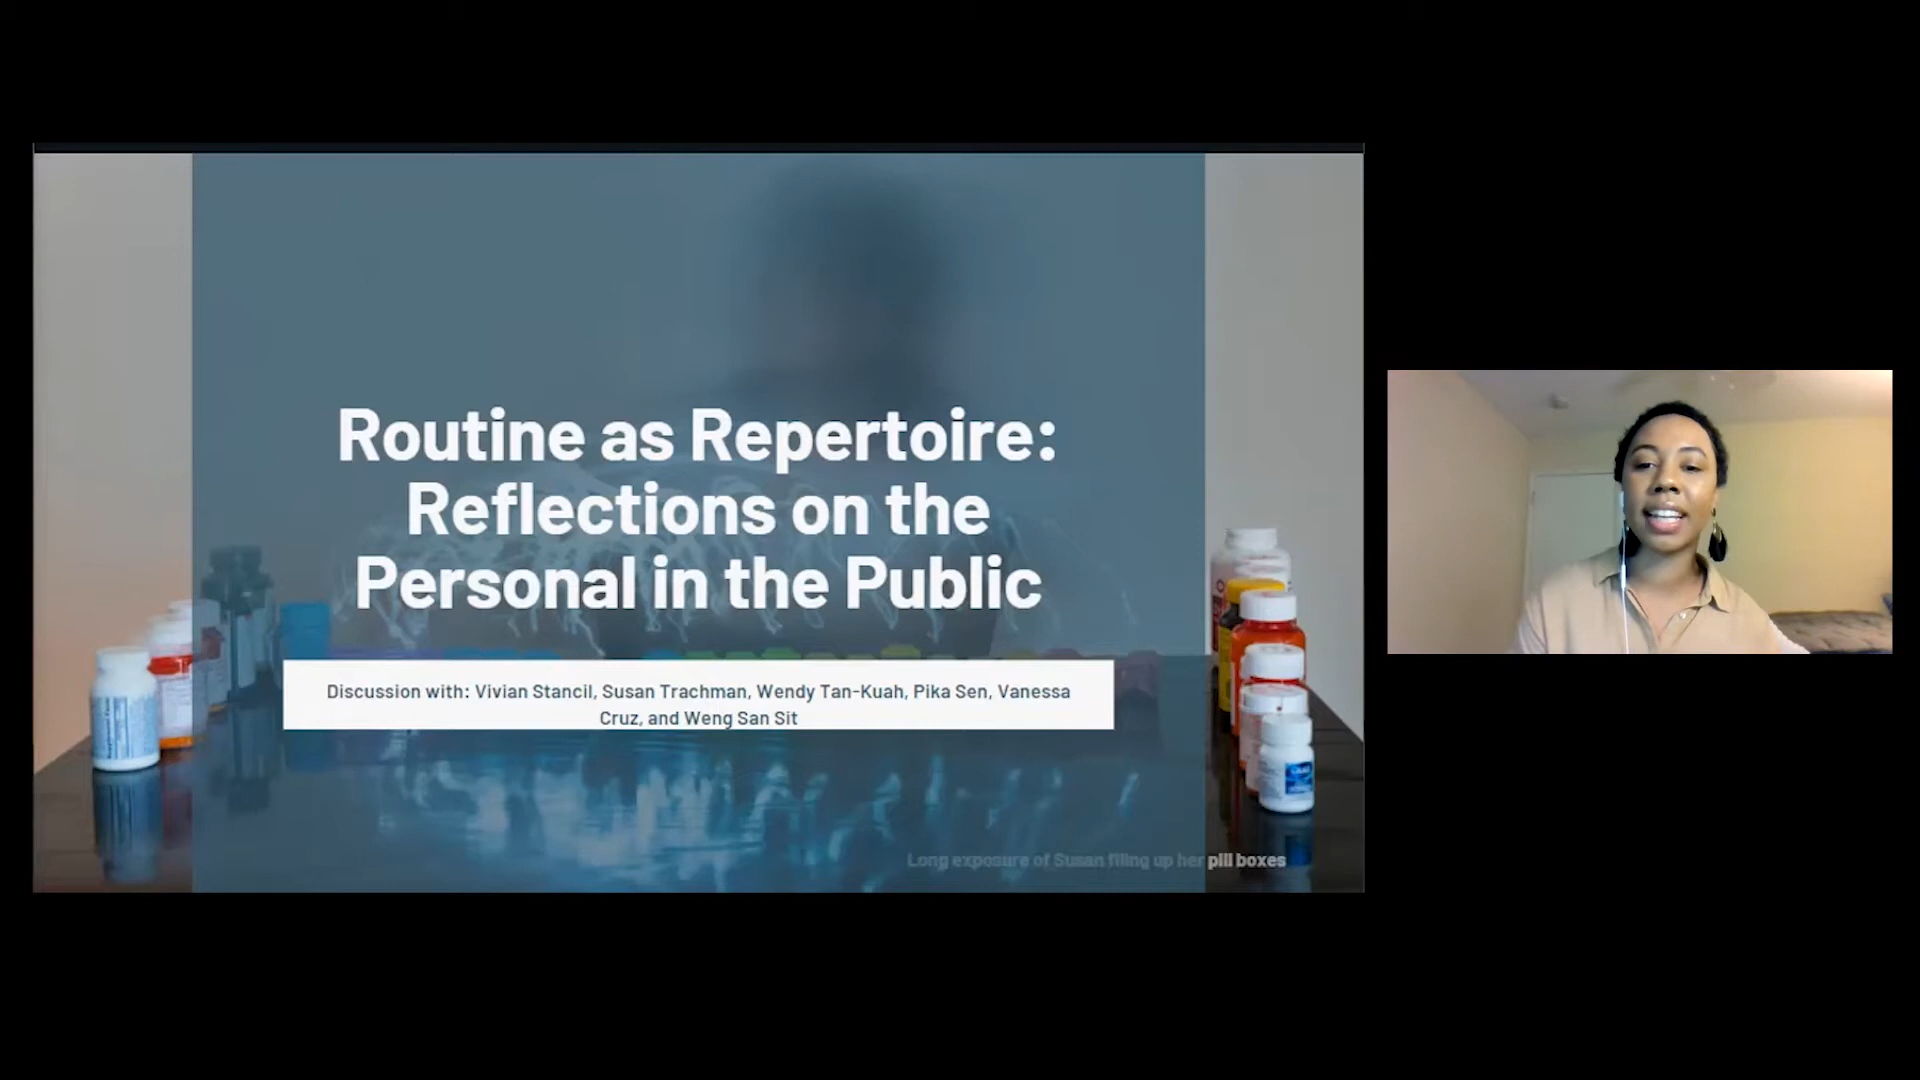 Routine as Repertoire:
Reflections on the
Personal in the Public
Discussion with: Vivian Stancil, Susan Trachman, Wendy Tan-Kuah, Pika Sen, Vanessa
Cruz, and Weng San Sit
Long exposure of Susan filling up her pill boxes